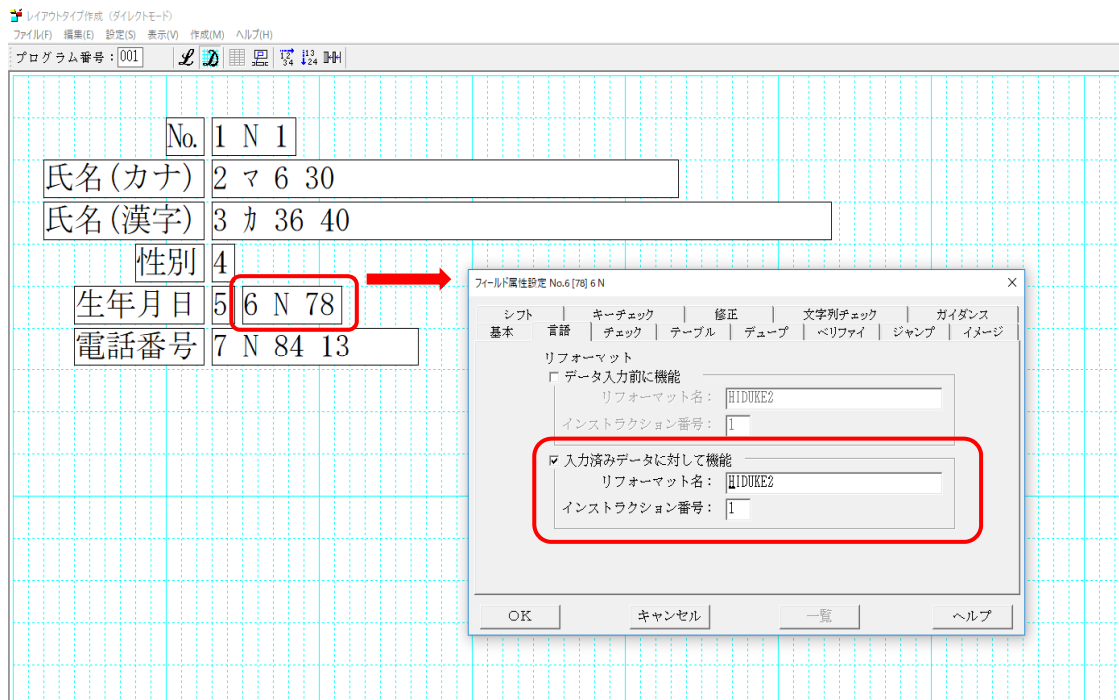 レイアウトタイプ作成（ダイレクトモード）
ファイル(F) 編集(E) 設定(S) 表示(V) 作成(M) ヘルプ(H)
プログラム番号：001
No. 1 N 1
氏名(カナ) 2 マ 6 30
氏名(漢字) 3 カ 36 40
性別 4
生年月日 5 6 N 78
電話番号 7 N 84 13
フィールド属性設定 No.6 [78] 6 N
シフト キーチェック 修正 文字列チェック ガイダンス
基本 言語 チェック テーブル デュープ ベリファイ ジャンプ イメージ
リフォーマット
データ入力前に機能
リフォーマット名： HIDUKE2
インストラクション番号： 1
入力済みデータに対して機能
リフォーマット名： HIDUKE2
インストラクション番号： 1
OK キャンセル 一覧 ヘルプ